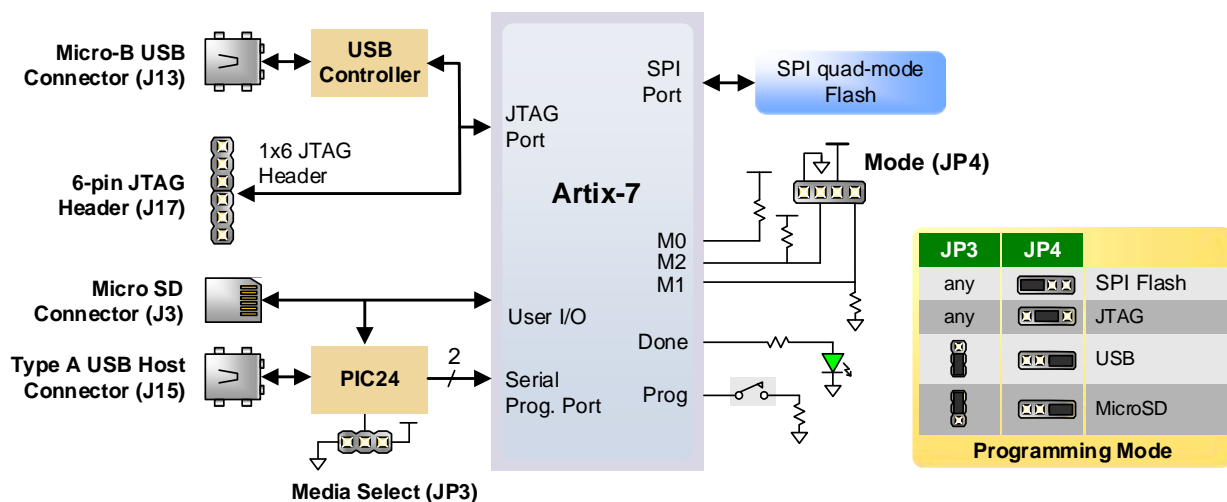 Micro-B USB
Connector (J13)
USB
Controller
6-pin JTAG
Header (J17)
1x6 JTAG
Header
Micro SD
Connector (J3)
Type A USB Host
Connector (J15)
PIC24
2
Media Select (JP3)
JTAG
Port
SPI
Port
Artix-7
M0
M2
M1
User I/O
Done
Serial
Prog. Port
Prog
SPI quad-mode
Flash
Mode (JP4)
JP3 JP4
any SPI Flash
any JTAG
USB
MicroSD
Programming Mode